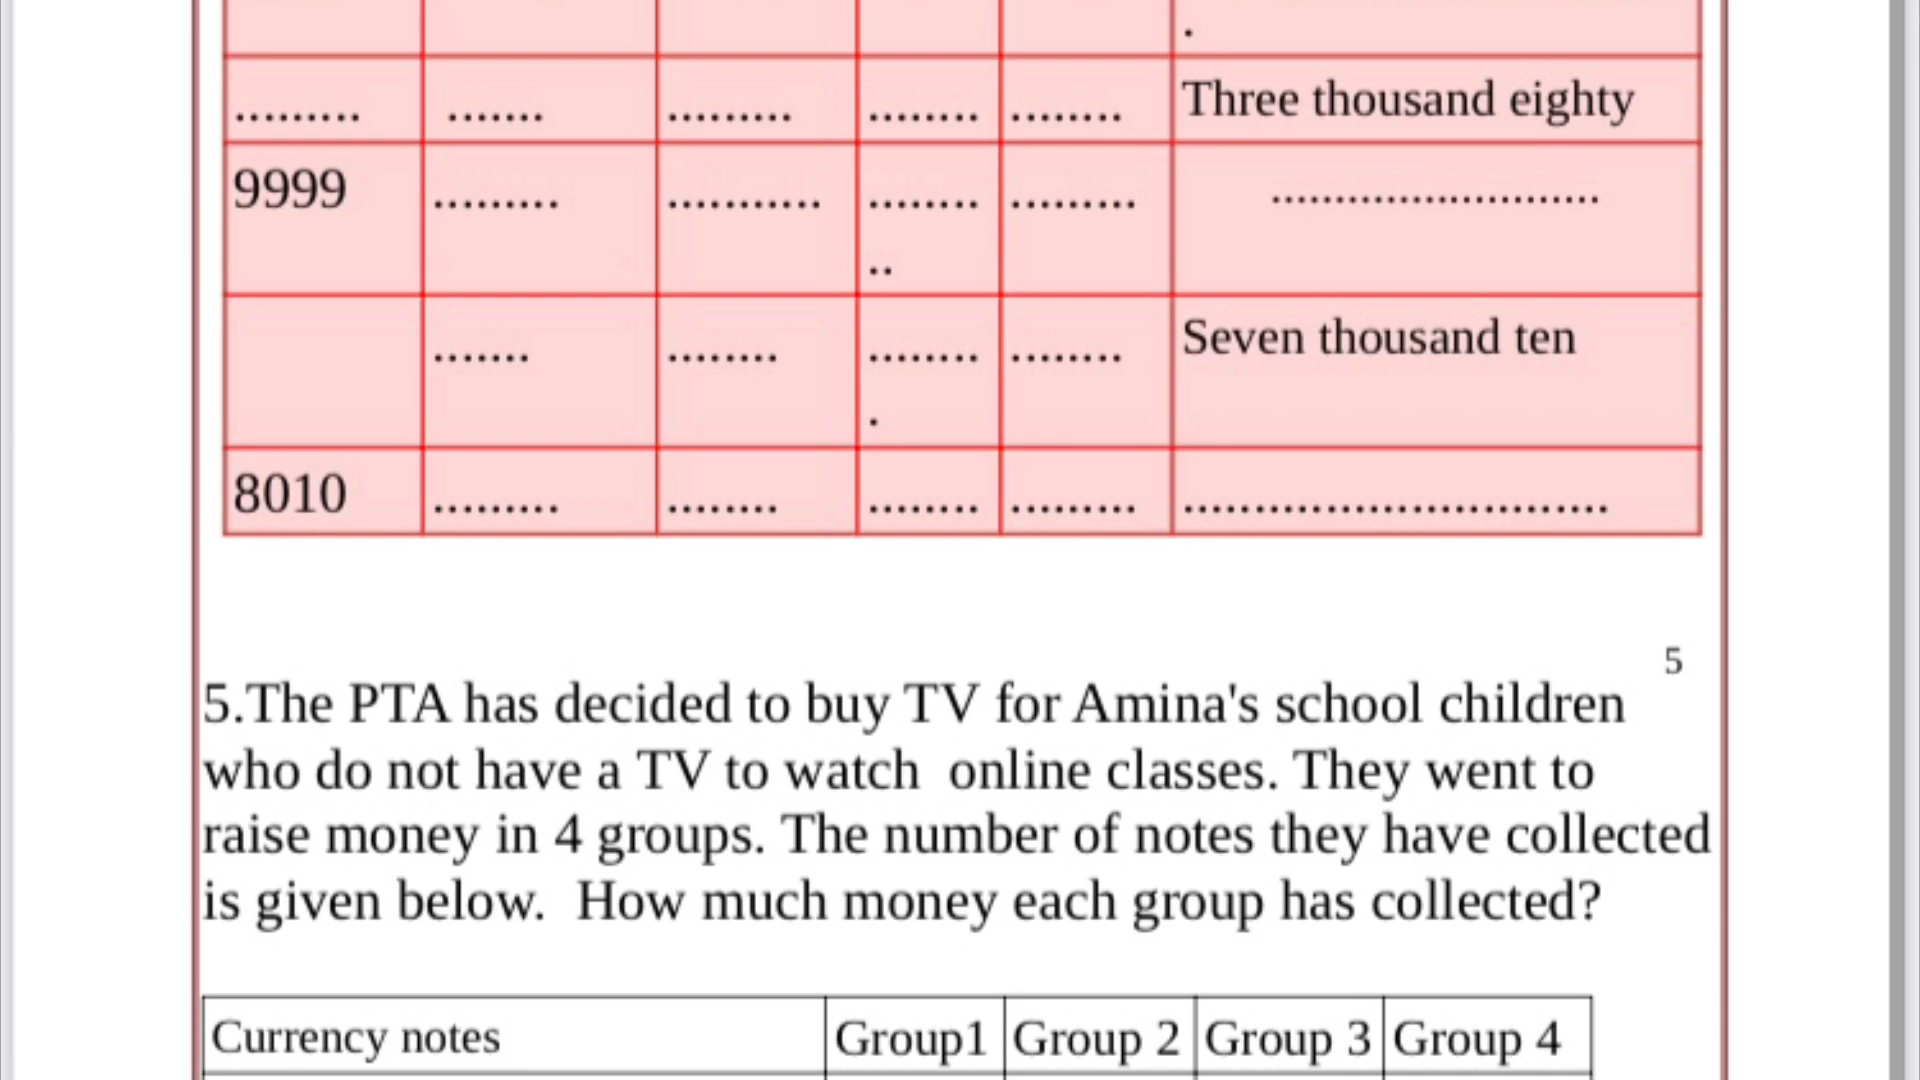 .
......... ....... ......... ........ ........ Three thousand eighty
9999 ......... ........... ........ ......... ..........................
..
....... ........ ........ ........ Seven thousand ten
.
8010 ......... ........ ........ ......... ..............................
5
5.The PTA has decided to buy TV for Amina's school children
who do not have a TV to watch online classes. They went to
raise money in 4 groups. The number of notes they have collected
is given below. How much money each group has collected?
Currency notes Group1 Group 2 Group 3 Group 4